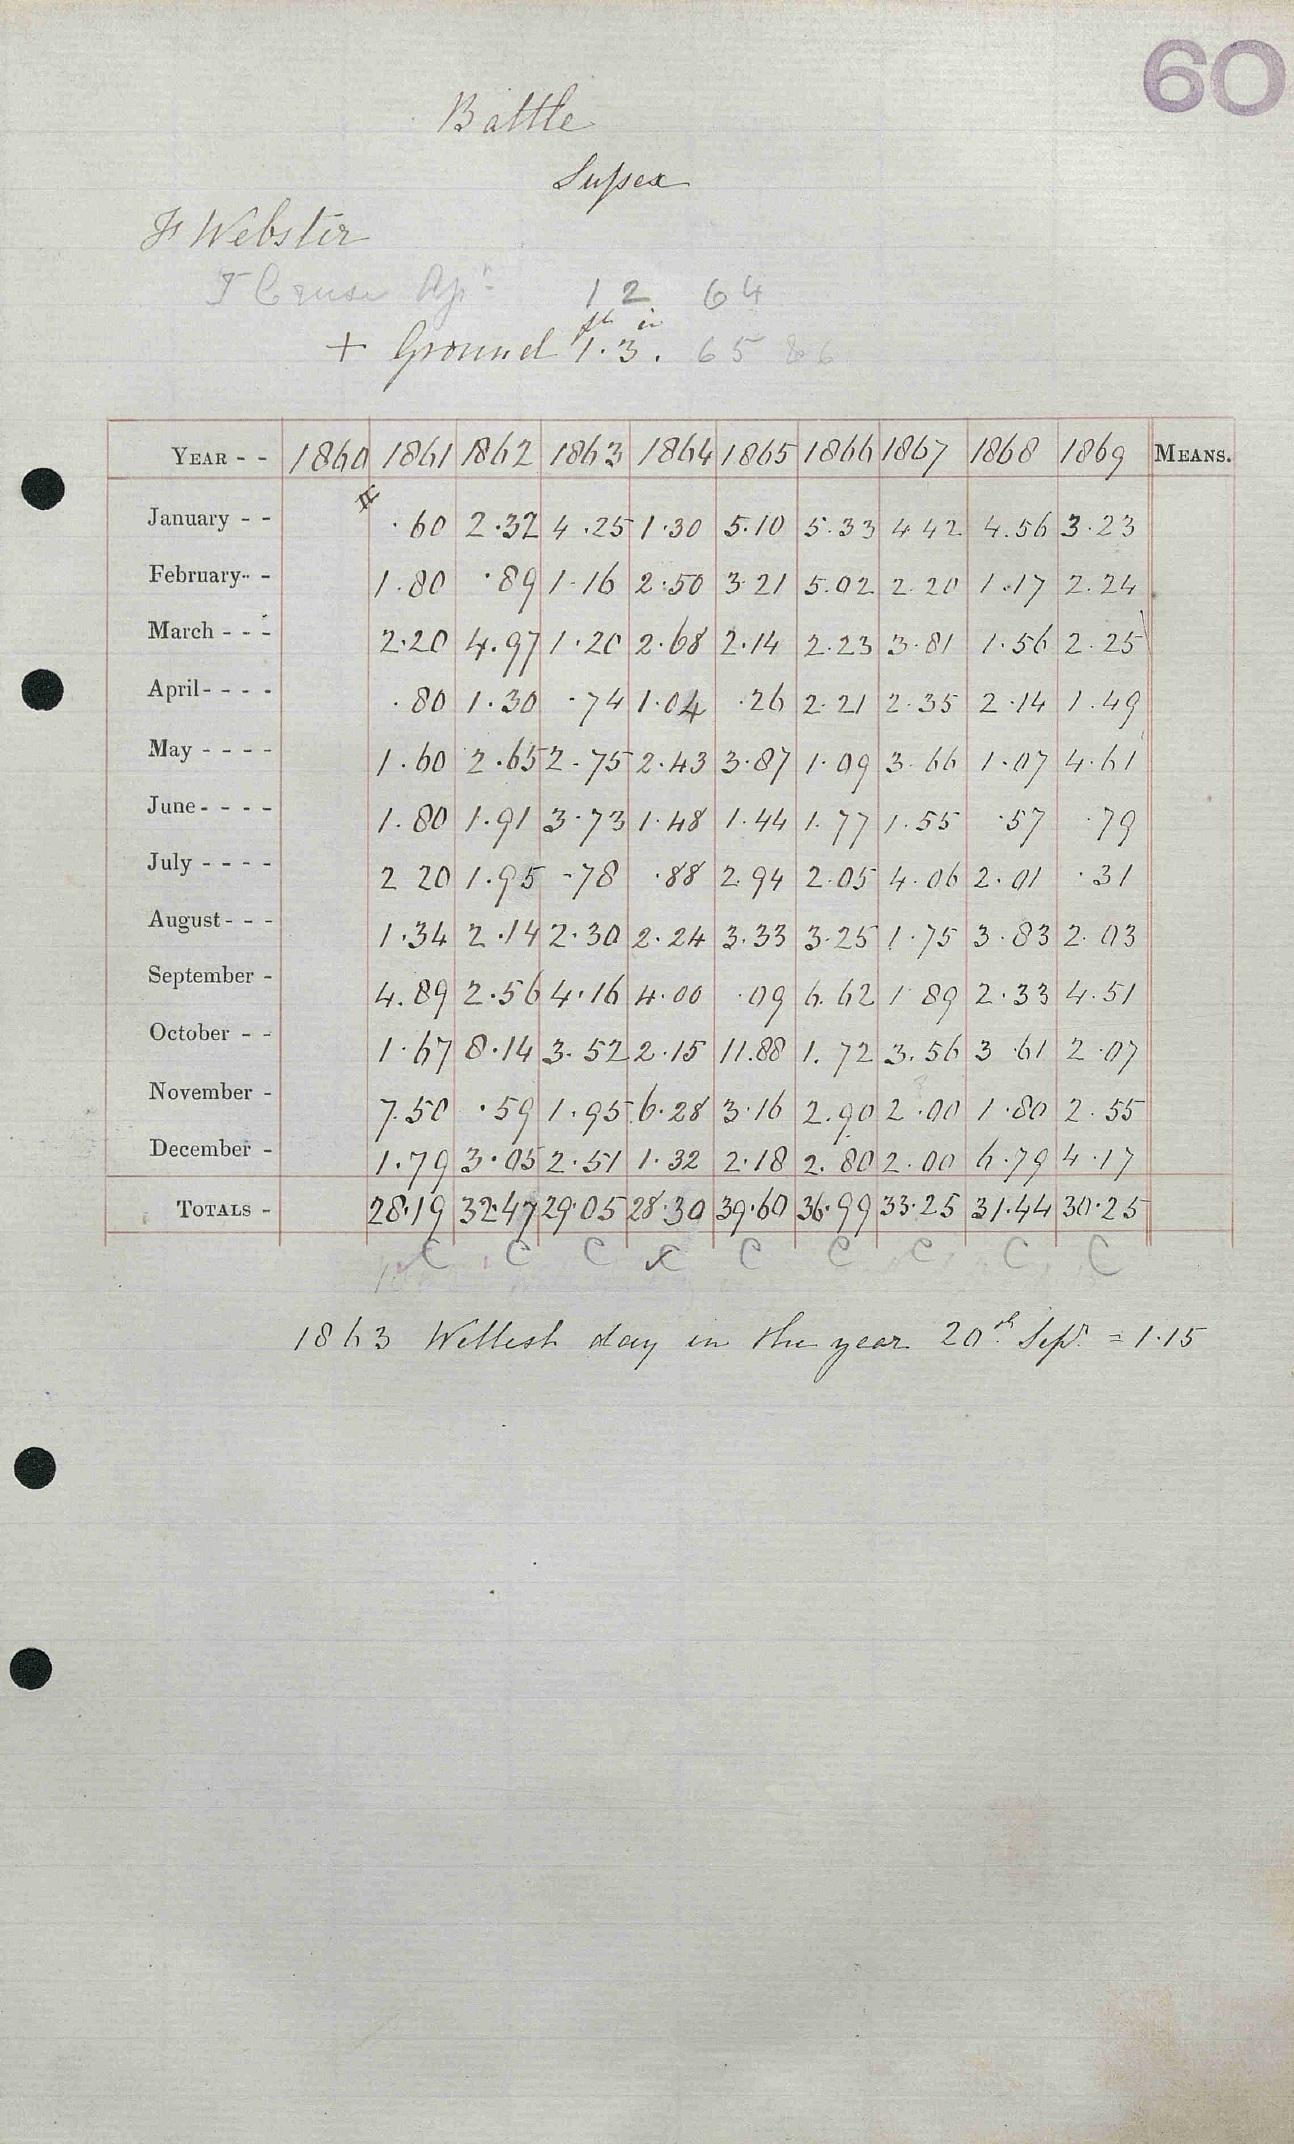 60
Battle
Sussex
Fs Webster
T Cruse
12 64
ft in
+ Ground 1.3. 65 66
YEAR - - 1860 1861 1862 1863 1864 1865 1866 1867 1868 1869 MEANS.
January - - .60 2.32 4.25 1.30 5.10 5.33 4 42 4.56 3.23
February - - 1.80 .89 1.16 2.50 3.21 5.02 2.20 1.17 2.24
March - - - 2.20 4.97 1.20 2.68 2.14 2.23 3.81 1.56 2.25
April - - - - .80 1.30 .74 1.04 .26 2.21 2.35 2.14 1.49
May - - - - 1.60 2.65 2.75 2.43 3.87 1.09 3.66 1.07 4.61
June - - - - 1.80 1.91 3.73 1.48 1.44 1.77 1.55 .57 .79
July - - - - 2 20 1.95 .78 .88 2.94 2.05 4.06 2.01 .31
August - - - 1.34 2.14 2.30 2.24 3.33 3.25 1.75 3.83 2.03
September - 4.89 2.56 4.16 4.00 .09 6.62 1 89 2.33 4.51
October - - 1.67 8.14 3.52 2.15 11.88 1.72 3.56 3.61 2.07
November - 7.50 .59 1.95 6.28 3.16 2.90 2.00 1.80 2.55
December - 1.79 3.05 2.51 1.32 2.18 2.80 2.00 6.79 4.17
TOTALS - 28.19 32.47 29.05 28.30 39.60 36.99 33.25 31.44 30.25
C C C C C C C C C
1863 Wettest day in the year 20th Sept = 1.15